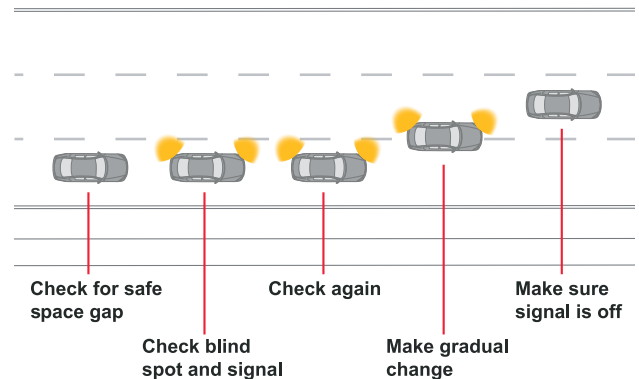 Check for safe
space gap
Check blind
spot and signal
Check again
Make gradual
change
Make sure
signal is off